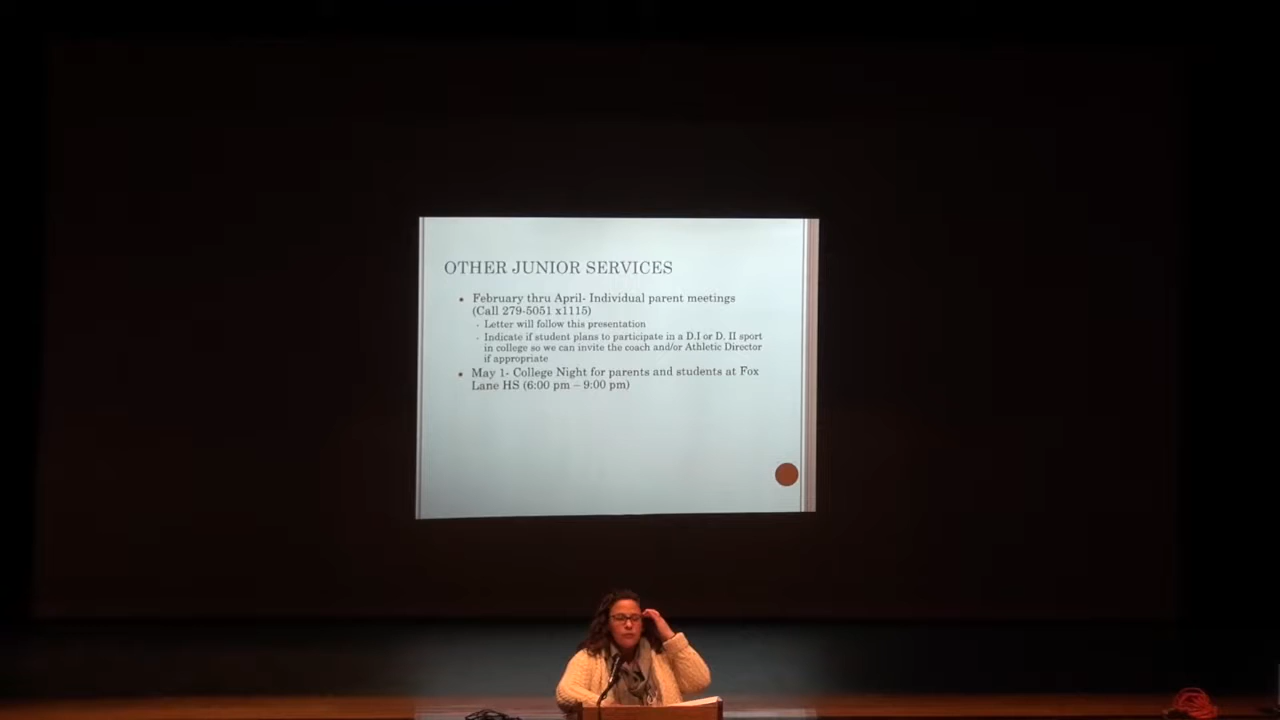 OTHER JUNIOR SERVICES
February thru April- Individual parent meetings
(Call 279-5051 x1115)
Letter will follow this presentation
Indicate if student plans to participate in a D.I or D. II sport
in college so we can invite the coach and/or Athletic Director
if appropriate
May 1- College Night for parents and students at Fox
Lane HS (6:00 pm – 9:00 pm)